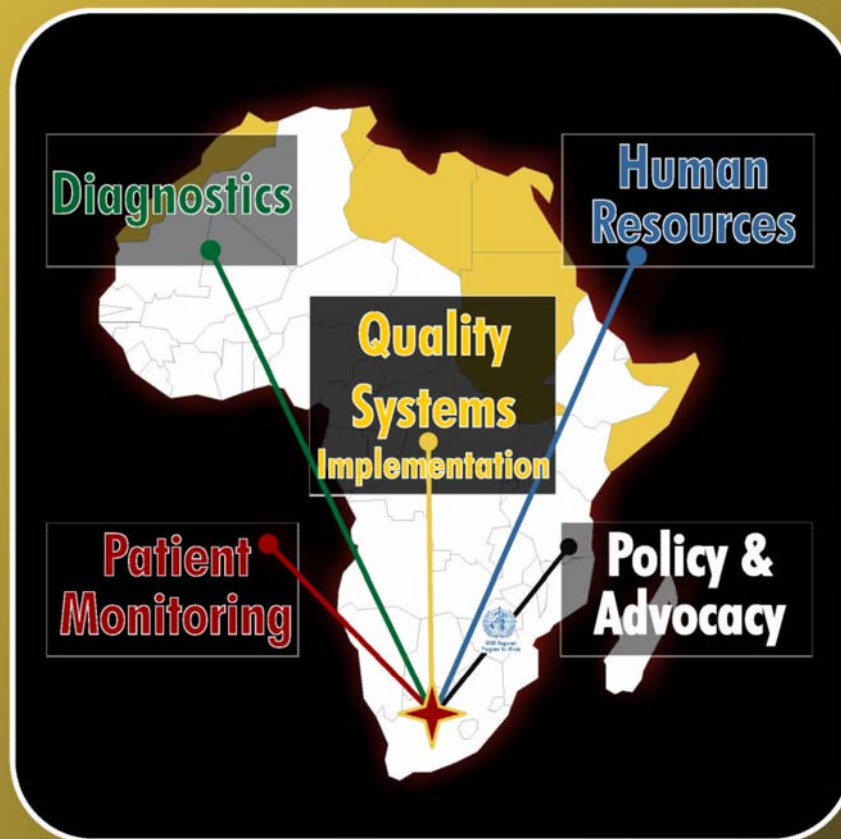 Diagnostics
Human
Resources
Quality
Systems
Implementation
Patient
Monitoring
Policy &
Advocacy